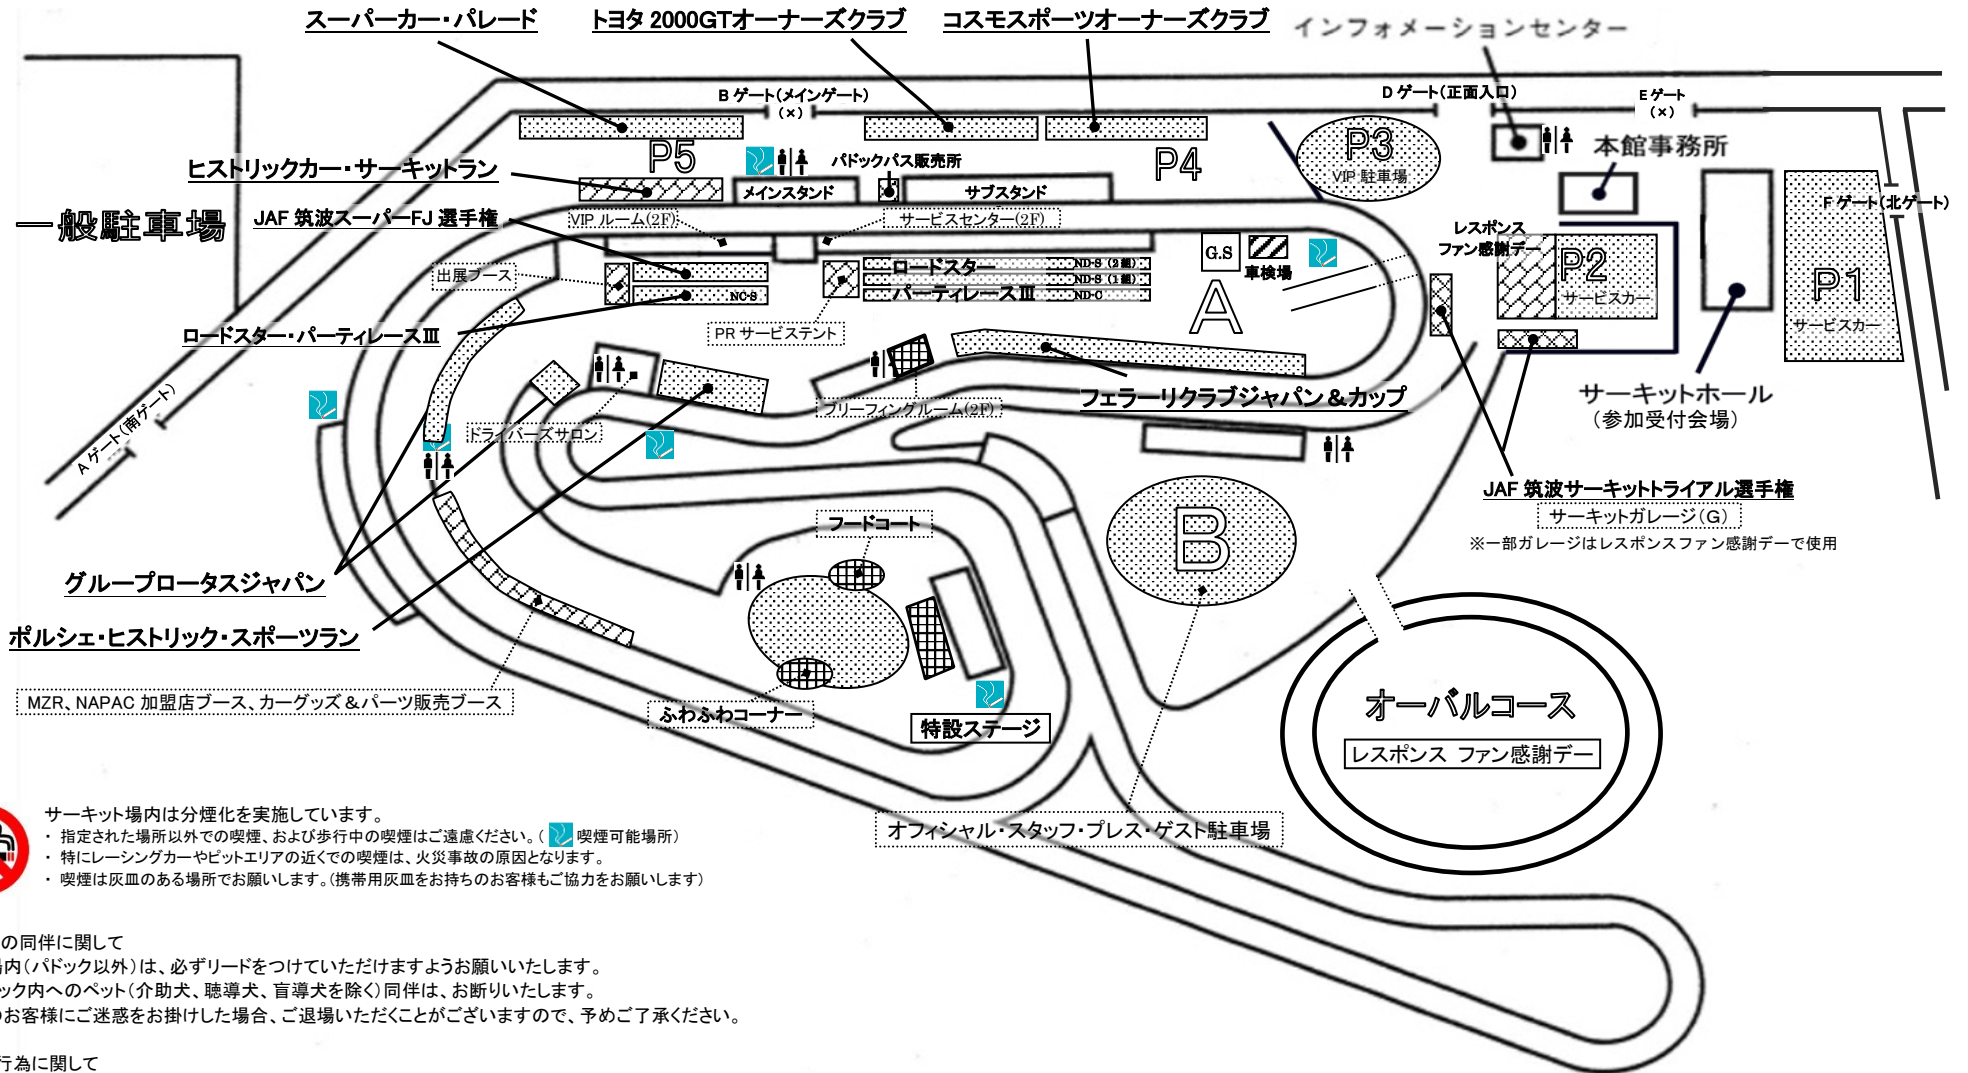 スーパーカー・パレード
トヨタ 2000GTオーナーズクラブ
コスモスポーツオーナーズクラブ
インフォメーションセンター
B ゲート(メインゲート)
(×)
D ゲート(正面入口)
E ゲート
(×)
P5
P4
P3
VIP 駐車場
本館事務所
ヒストリックカー・サーキットラン
パドックパス販売所
メインスタンド
サブスタンド
一般駐車場
JAF 筑波スーパーFJ 選手権
VIP ルーム(2F)
サービスセンター(2F)
F ゲート(北ゲート)
レスポンス
ファン感謝デー
P2
サービスカー
P1
サービスカー
G.S
車検場
出展ブース
ロードスター
パーティレースⅢ
ND-S (2組)
ND-S (1組)
ND-C
NC-S
A
ロードスター・パーティレースⅢ
PR サービステント
A ゲート(南ゲート)
ドライバーズサロン
ブリーフィングルーム(2F)
フェラーリクラブジャパン&カップ
サーキットホール
(参加受付会場)
JAF 筑波サーキットトライアル選手権
サーキットガレージ(G)
※一部ガレージはレスポンスファン感謝デーで使用
フードコート
B
グループロータスジャパン
ポルシェ・ヒストリック・スポーツラン
MZR、NAPAC 加盟店ブース、カーグッズ&パーツ販売ブース
ふわふわコーナー
特設ステージ
オーバルコース
レスポンス ファン感謝デー
オフィシャル・スタッフ・プレス・ゲスト駐車場
サーキット場内は分煙化を実施しています。
・ 指定された場所以外での喫煙、および歩行中の喫煙はご遠慮ください。( 喫煙可能場所)
・ 特にレーシングカーやピットエリアの近くでの喫煙は、火災事故の原因となります。
・ 喫煙は灰皿のある場所でお願いします。(携帯用灰皿をお持ちのお客様もご協力をお願いします)
の同伴に関して
場内(パドック以外)は、必ずリードをつけていただけますようお願いいたします。
ック内へのペット(介助犬、聴導犬、盲導犬を除く)同伴は、お断りいたします。
のお客様にご迷惑をお掛けした場合、ご退場いただくことがございますので、予めご了承ください。
行為に関して